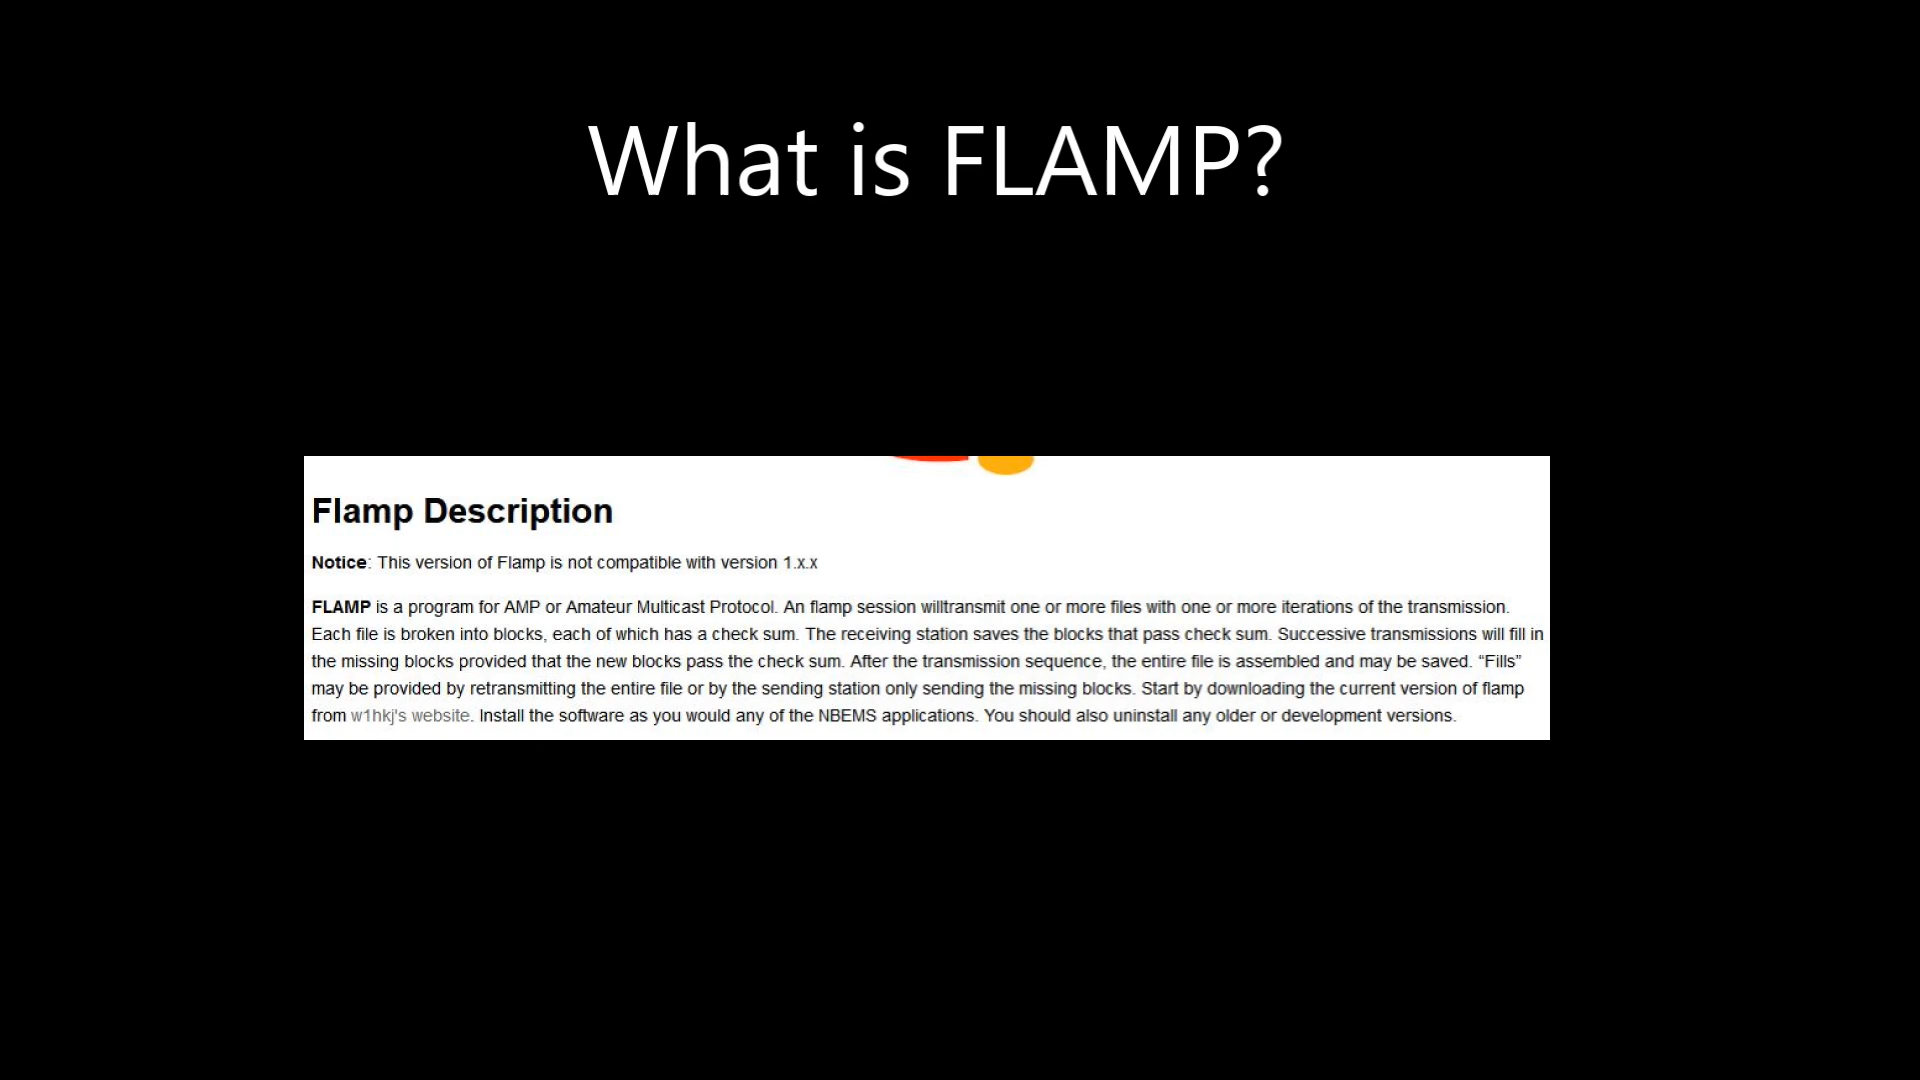 What is FLAMP?
Flamp Description
Notice: This version of Flamp is not compatible with version 1.x.x
FLAMP is a program for AMP or Amateur Multicast Protocol. An flamp session willtransmit one or more files with one or more iterations of the transmission.
Each file is broken into blocks, each of which has a check sum. The receiving station saves the blocks that pass check sum. Successive transmissions will fill in
the missing blocks provided that the new blocks pass the check sum. After the transmission sequence, the entire file is assembled and may be saved. “Fills”
may be provided by retransmitting the entire file or by the sending station only sending the missing blocks. Start by downloading the current version of flamp
from w1hkj's website. Install the software as you would any of the NBEMS applications. You should also uninstall any older or development versions.